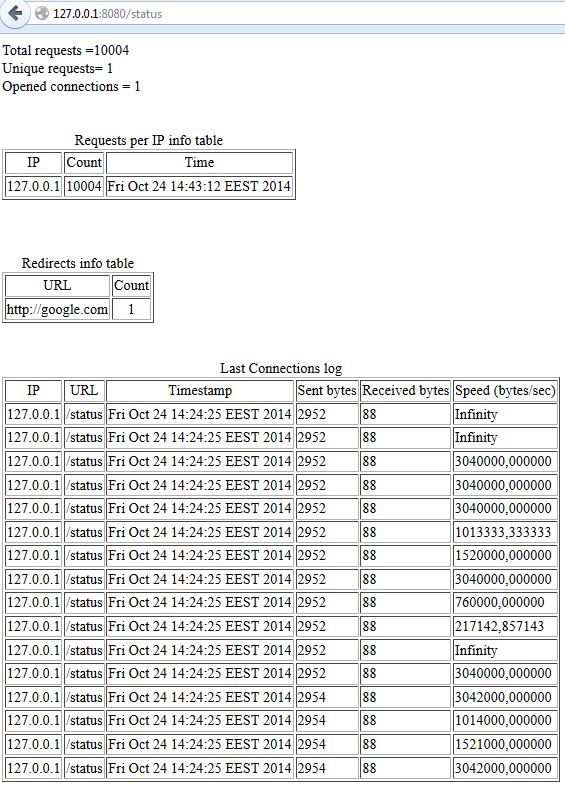 127.0.0.1:8080/status
Total requests =10004
Unique requests= 1
Opened connections = 1
Requests per IP info table
IP Count Time
127.0.0.1 10004 Fri Oct 24 14:43:12 EEST 2014
Redirects info table
URL Count
http://google.com 1
Last Connections log
IP URL Timestamp Sent bytes Received bytes Speed (bytes/sec)
127.0.0.1 /status Fri Oct 24 14:24:25 EEST 2014 2952 88 Infinity
127.0.0.1 /status Fri Oct 24 14:24:25 EEST 2014 2952 88 Infinity
127.0.0.1 /status Fri Oct 24 14:24:25 EEST 2014 2952 88 3040000,000000
127.0.0.1 /status Fri Oct 24 14:24:25 EEST 2014 2952 88 3040000,000000
127.0.0.1 /status Fri Oct 24 14:24:25 EEST 2014 2952 88 3040000,000000
127.0.0.1 /status Fri Oct 24 14:24:25 EEST 2014 2952 88 1013333,333333
127.0.0.1 /status Fri Oct 24 14:24:25 EEST 2014 2952 88 1520000,000000
127.0.0.1 /status Fri Oct 24 14:24:25 EEST 2014 2952 88 3040000,000000
127.0.0.1 /status Fri Oct 24 14:24:25 EEST 2014 2952 88 760000,000000
127.0.0.1 /status Fri Oct 24 14:24:25 EEST 2014 2952 88 217142,857143
127.0.0.1 /status Fri Oct 24 14:24:25 EEST 2014 2952 88 Infinity
127.0.0.1 /status Fri Oct 24 14:24:25 EEST 2014 2952 88 3040000,000000
127.0.0.1 /status Fri Oct 24 14:24:25 EEST 2014 2954 88 3042000,000000
127.0.0.1 /status Fri Oct 24 14:24:25 EEST 2014 2954 88 1014000,000000
127.0.0.1 /status Fri Oct 24 14:24:25 EEST 2014 2954 88 1521000,000000
127.0.0.1 /status Fri Oct 24 14:24:25 EEST 2014 2954 88 3042000,000000